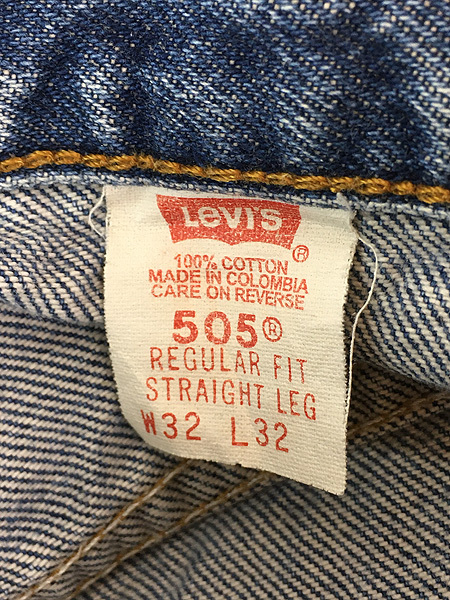 LEVI'S ®
100% COTTON
MADE IN COLOMBIA
CARE ON REVERSE
505®
REGULAR FIT
STRAIGHT LEG
W32 L32